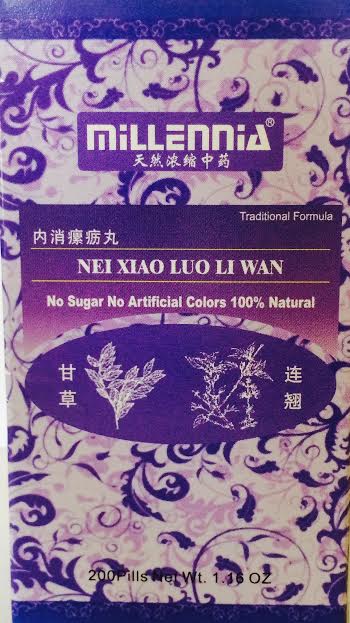 MILLENNIA®
天然浓缩中药
Traditional Formula
内消瘰疬丸
NEI XIAO LUO LI WAN
No Sugar No Artificial Colors 100% Natural
甘草
连翘
200Pills Net Wt. 1.16 OZ